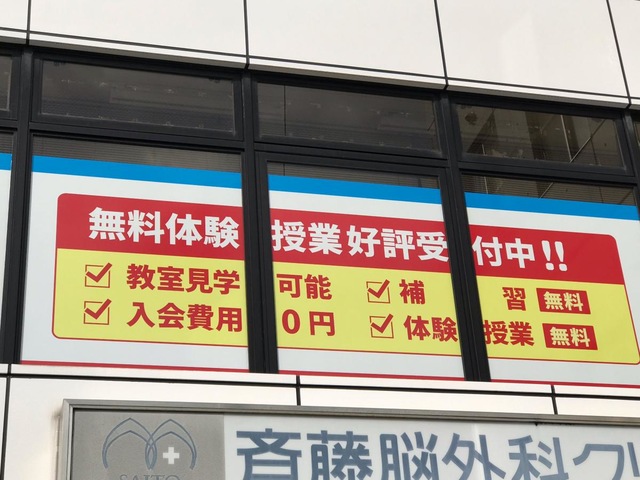 無料体験授業好評受付中!!
教室見学可能 補習 無料
入会費用0円 体験授業 無料
SAITO
斉藤脳外科ク